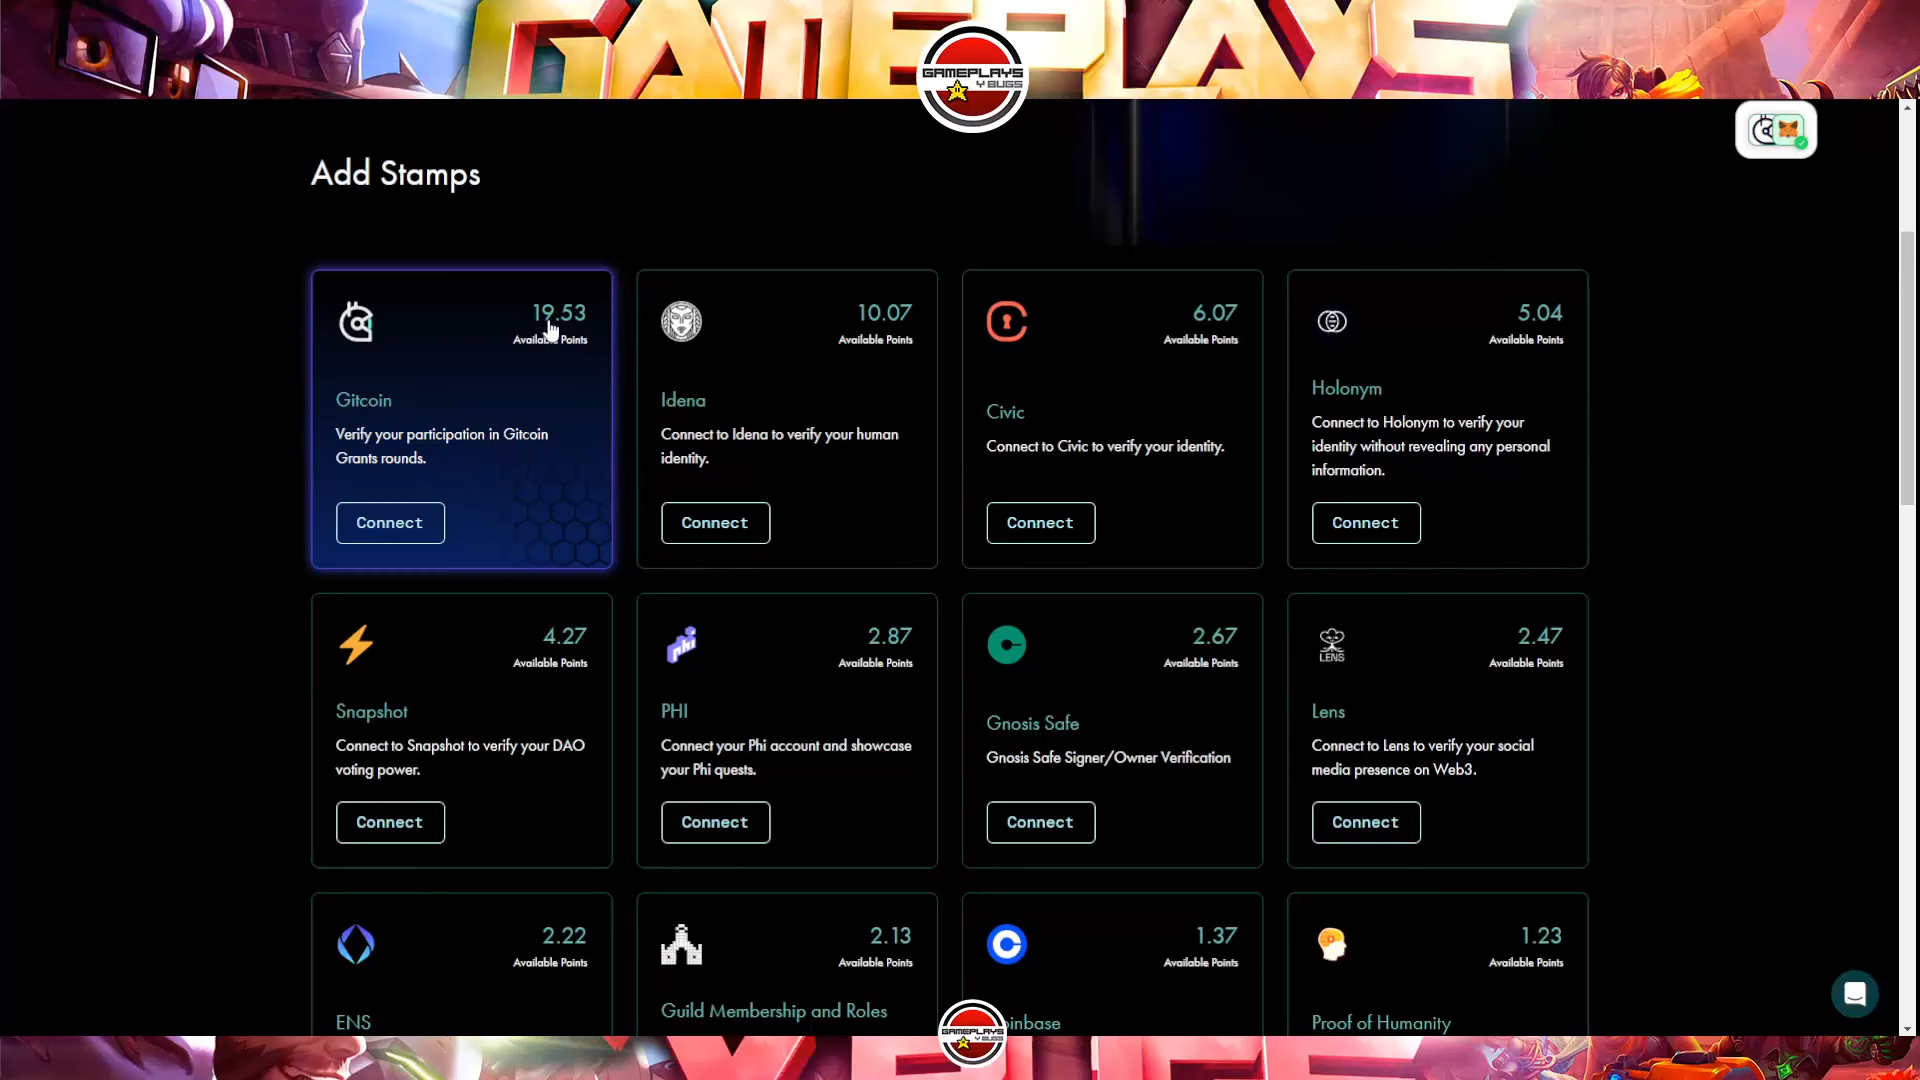 GAMEPLAYS
GAMEPLAYS
Y BUGS
Add Stamps
19.53
Available Points
Gitcoin
Verify your participation in Gitcoin
Grants rounds.
Connect
10.07
Available Points
Idena
Connect to Idena to verify your human
identity.
Connect
6.07
Available Points
Civic
Connect to Civic to verify your identity.
Connect
5.04
Available Points
Holonym
Connect to Holonym to verify your
identity without revealing any personal
information.
Connect
4.27
Available Points
Snapshot
Connect to Snapshot to verify your DAO
voting power.
Connect
phi
2.87
Available Points
PHI
Connect your Phi account and showcase
your Phi quests.
Connect
2.67
Available Points
Gnosis Safe
Gnosis Safe Signer/Owner Verification
Connect
LENS
2.47
Available Points
Lens
Connect to Lens to verify your social
media presence on Web3.
Connect
2.22
Available Points
ENS
2.13
Available Points
Guild Membership and Roles
1.37
Available Points
oinbase
1.23
Available Points
Proof of Humanity
GAMEPLAYS
Y BUGS